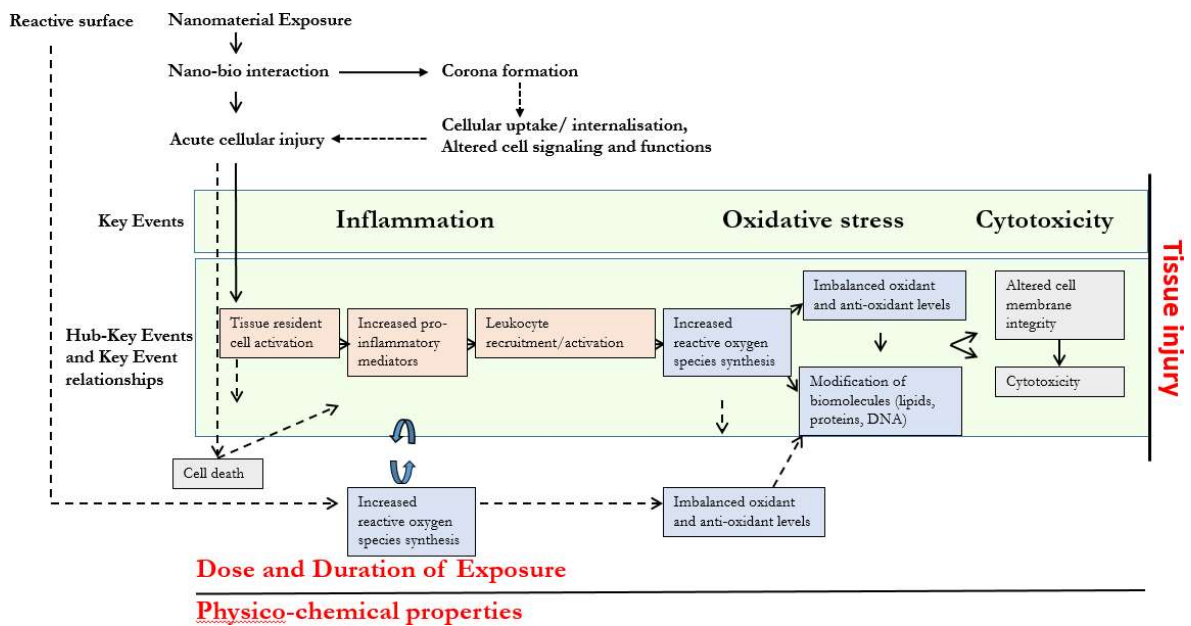 Reactive surface
Nanomaterial Exposure
Nano-bio interaction
Corona formation
Acute cellular injury
Cellular uptake/ internalisation,
Altered cell signaling and functions
Key Events
Inflammation
Oxidative stress
Cytotoxicity
Tissue injury
Hub-Key Events
and Key Event
relationships
Tissue resident
cell activation
Increased pro-
inflammatory
mediators
Leukocyte
recruitment/activation
Increased
reactive oxygen
species synthesis
Imbalanced oxidant
and anti-oxidant levels
Modification of
biomolecules (lipids,
proteins, DNA)
Altered cell
membrane
integrity
Cytotoxicity
Cell death
Increased
reactive oxygen
species synthesis
Imbalanced oxidant
and anti-oxidant levels
Dose and Duration of Exposure
Physico-chemical properties